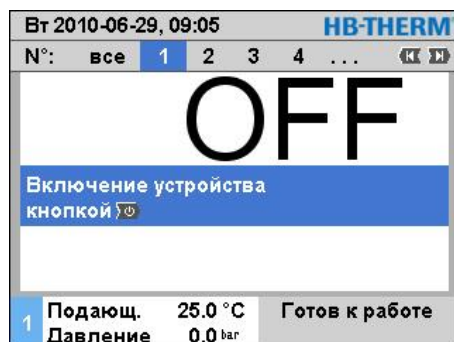 Вт 2010-06-29, 09:05 HB-THERM
N°: все 1 2 3 4 ...
OFF
Включение устройства
кнопкой
1 Подающ. 25.0 °C Готов к работе
Давление 0.0 bar